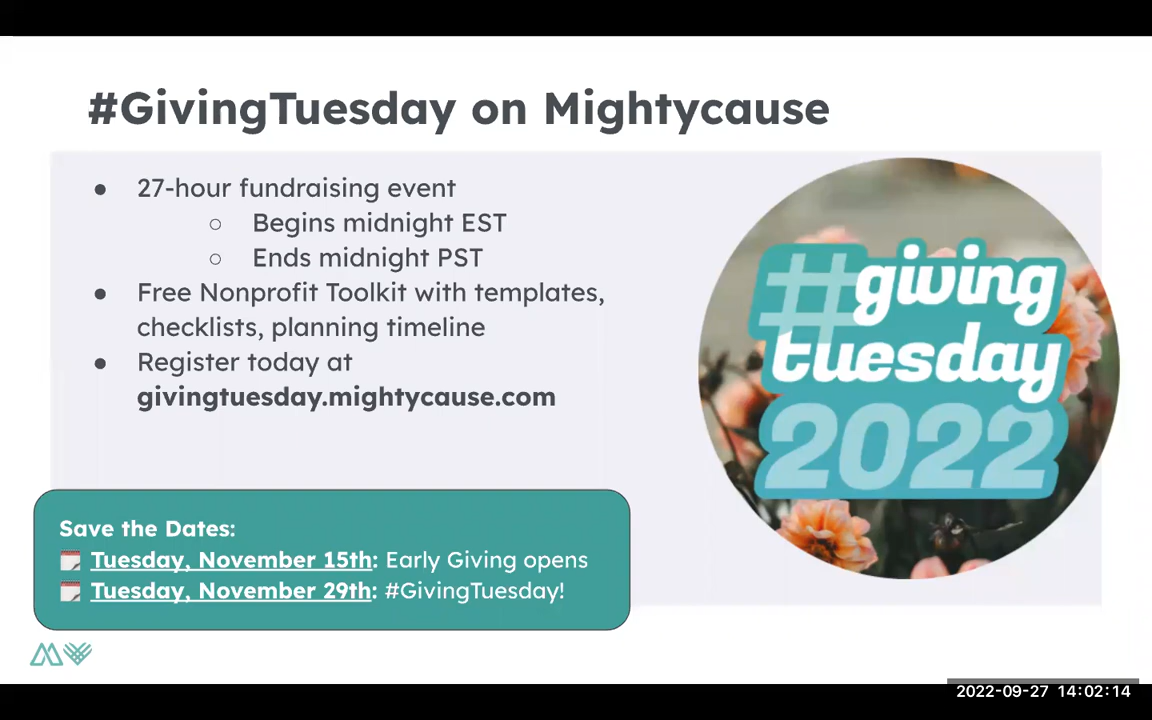 #GivingTuesday on Mightycause
● 27-hour fundraising event
○ Begins midnight EST
○ Ends midnight PST
● Free Nonprofit Toolkit with templates,
checklists, planning timeline
● Register today at
givingtuesday.mightycause.com
#giving
tuesday
2022
Save the Dates:
Tuesday, November 15th: Early Giving opens
Tuesday, November 29th: #GivingTuesday!
2022-09-27 14:02:14